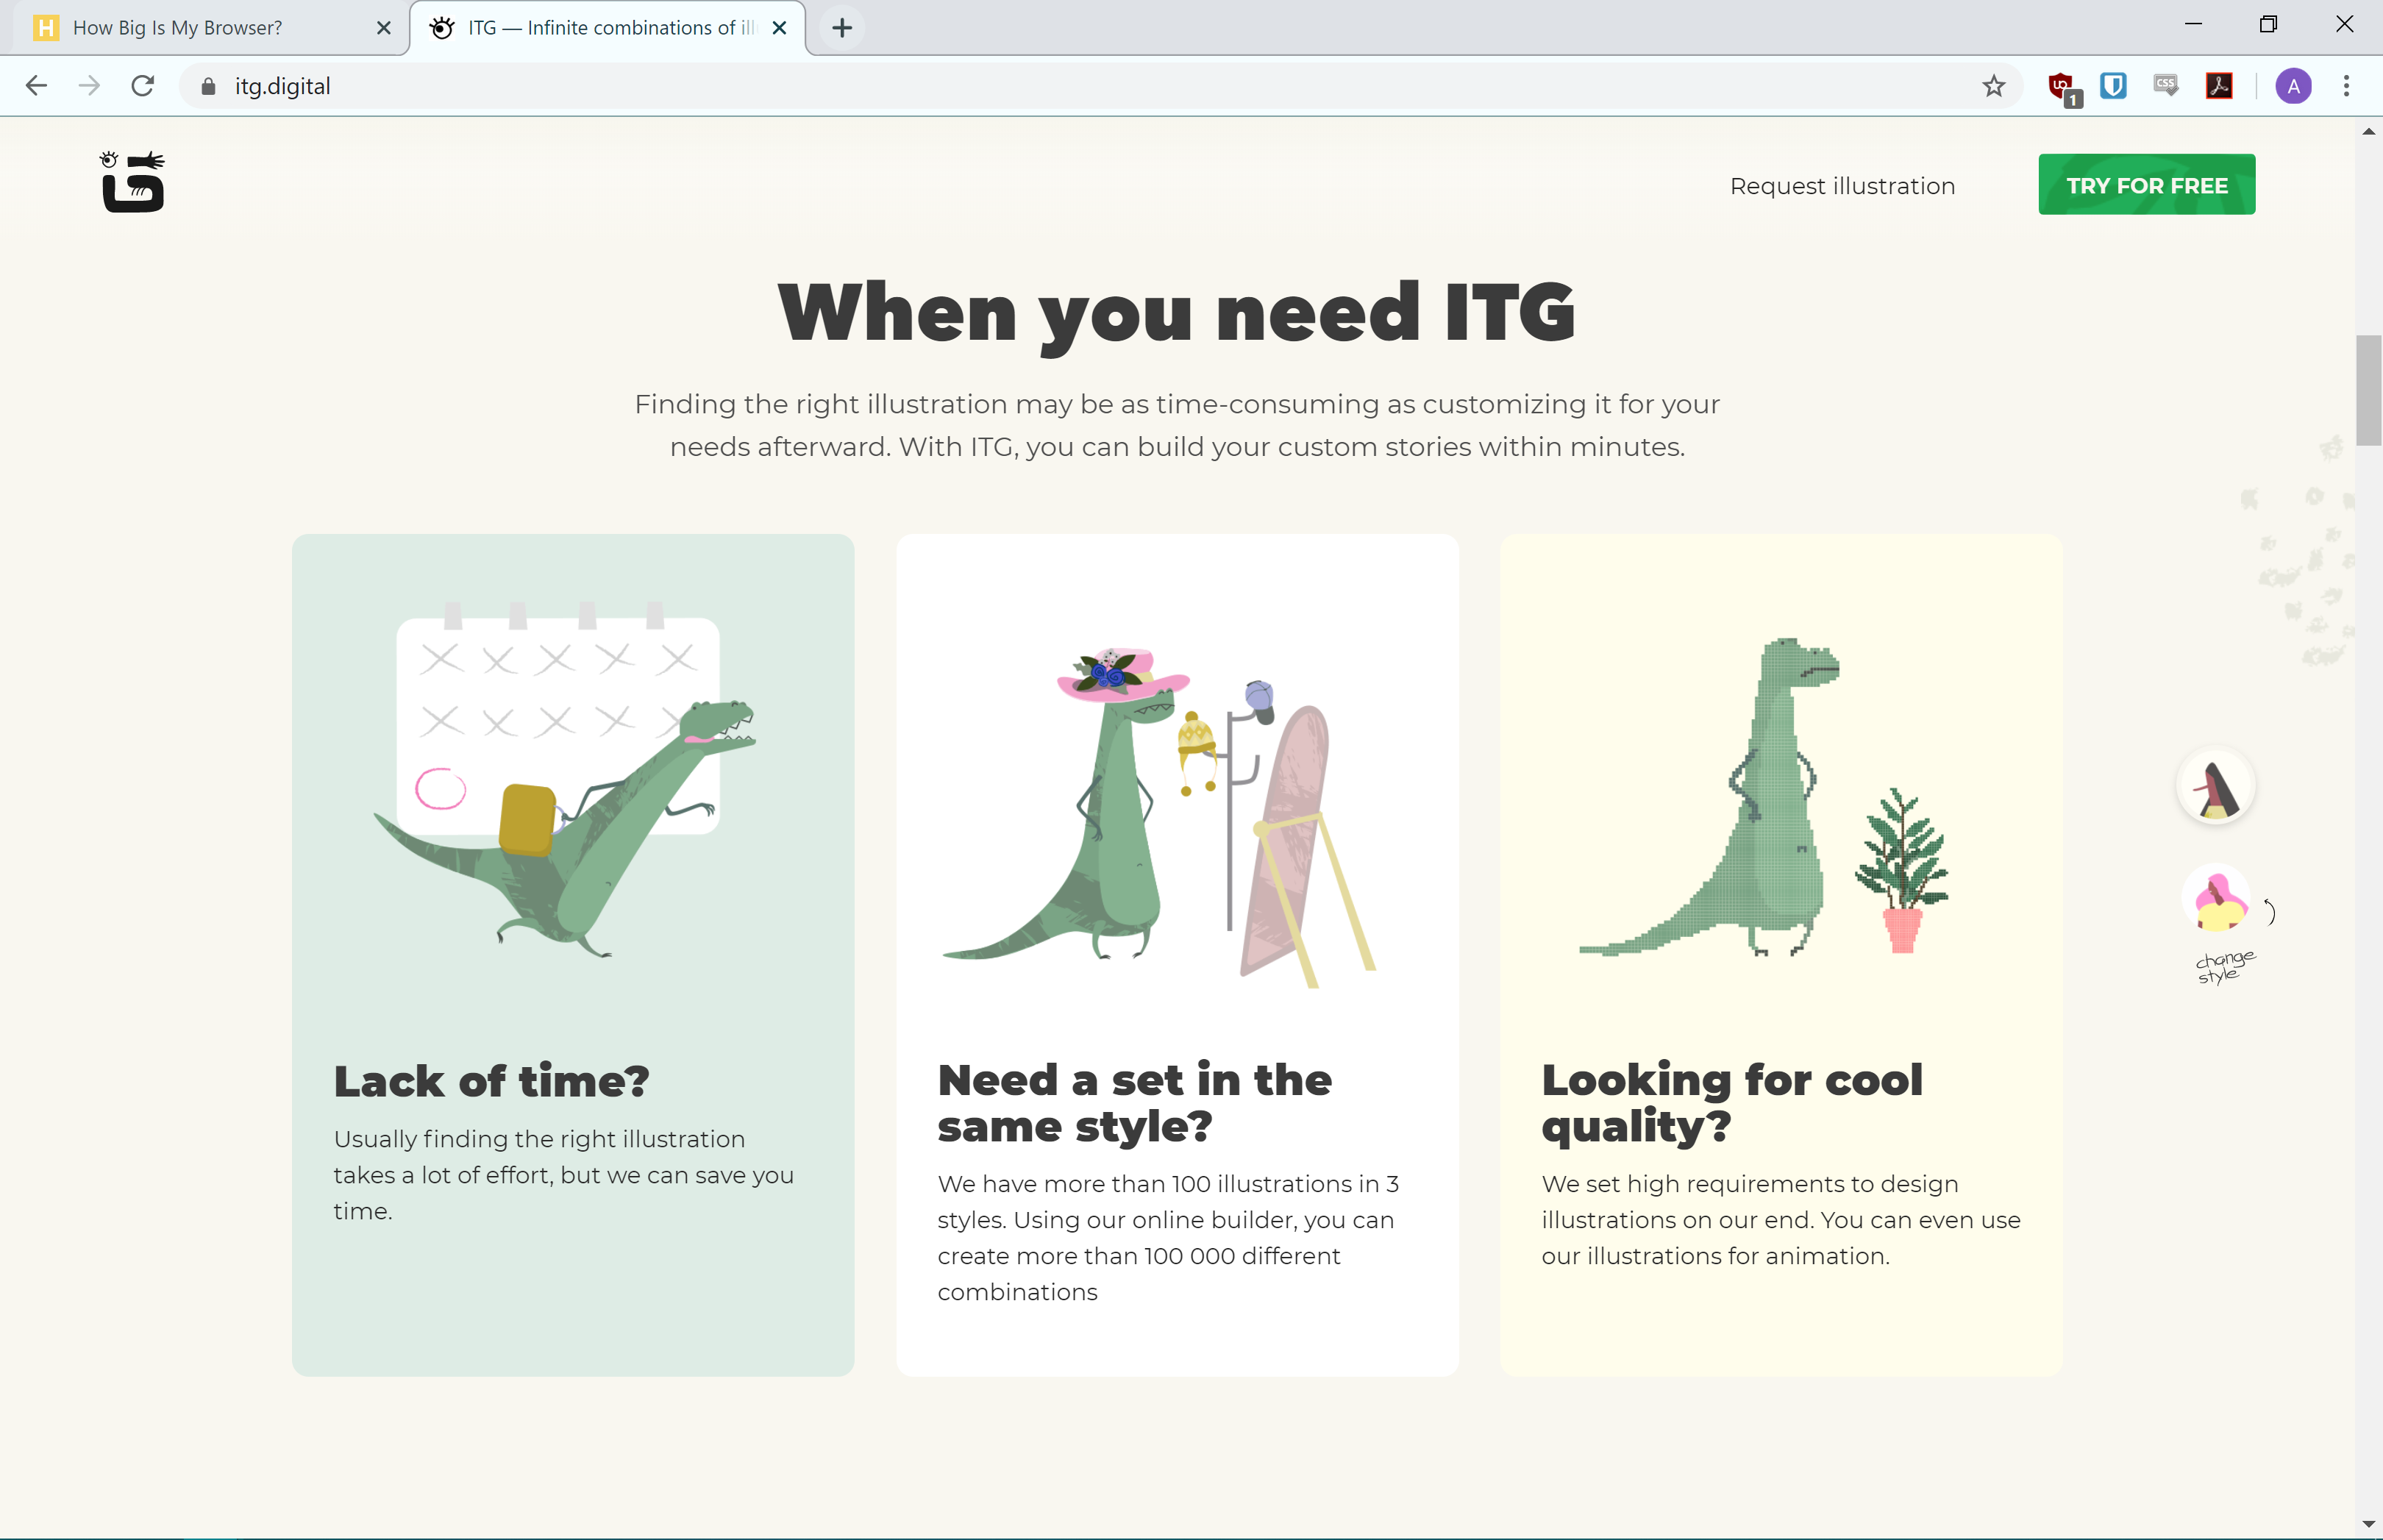 H How Big Is My Browser?
ITG — Infinite combinations of ill
itg.digital
1
CSS
A
Request illustration
TRY FOR FREE
When you need ITG
Finding the right illustration may be as time-consuming as customizing it for your
needs afterward. With ITG, you can build your custom stories within minutes.
change
style
Lack of time?
Usually finding the right illustration
takes a lot of effort, but we can save you
time.
Need a set in the
same style?
We have more than 100 illustrations in 3
styles. Using our online builder, you can
create more than 100 000 different
combinations
Looking for cool
quality?
We set high requirements to design
illustrations on our end. You can even use
our illustrations for animation.